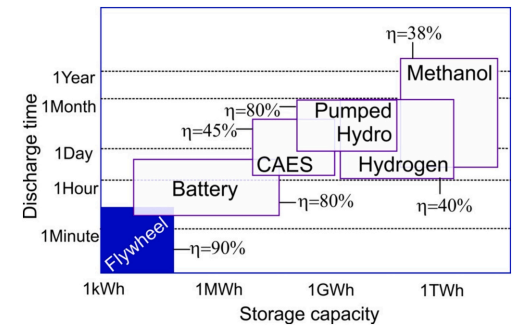 η=38%
Methanol
1Year
1Month
η=80%
Pumped
Hydro
η=45%
1Day
CAES
Hydrogen
1Hour
Battery
η=80%
η=40%
Discharge time
Flywheel
1Minute
η=90%
1kWh
1MWh
1GWh
1TWh
Storage capacity